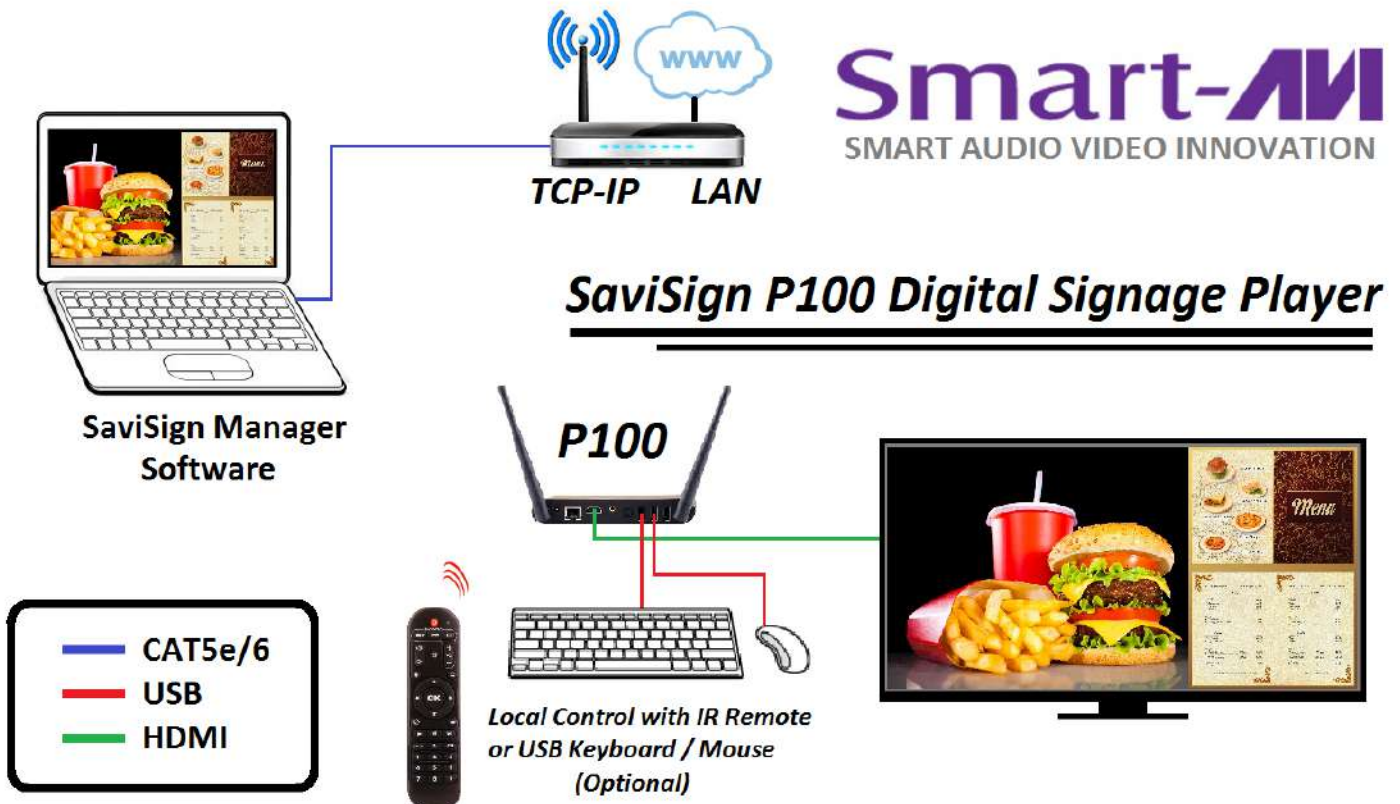 www
Smart-AVI
SMART AUDIO VIDEO INNOVATION
TCP-IP LAN
SaviSign P100 Digital Signage Player
Menu
SaviSign Manager
Software
P100
Menu
OK
CAT5e/6
USB
HDMI
Local Control with IR Remote
or USB Keyboard / Mouse
(Optional)